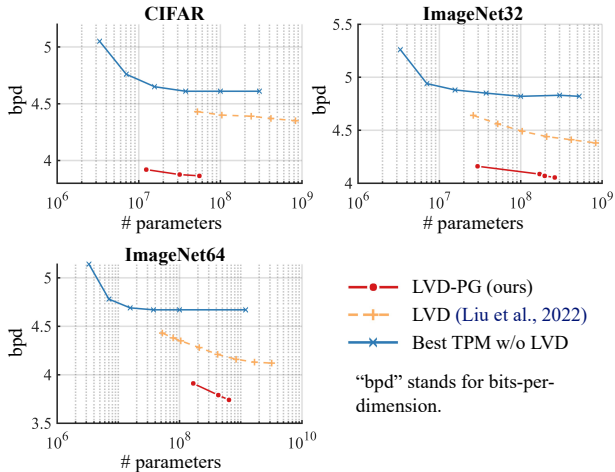 CIFAR
5
4.5
4
bpd
10^6
10^7
10^8
10^9
# parameters
ImageNet32
5.5
5
4.5
4
bpd
10^6
10^7
10^8
10^9
# parameters
ImageNet64
5
4.5
4
3.5
bpd
10^6
10^8
10^10
# parameters
LVD-PG (ours)
LVD (Liu et al., 2022)
Best TPM w/o LVD
“bpd” stands for bits-per-
dimension.